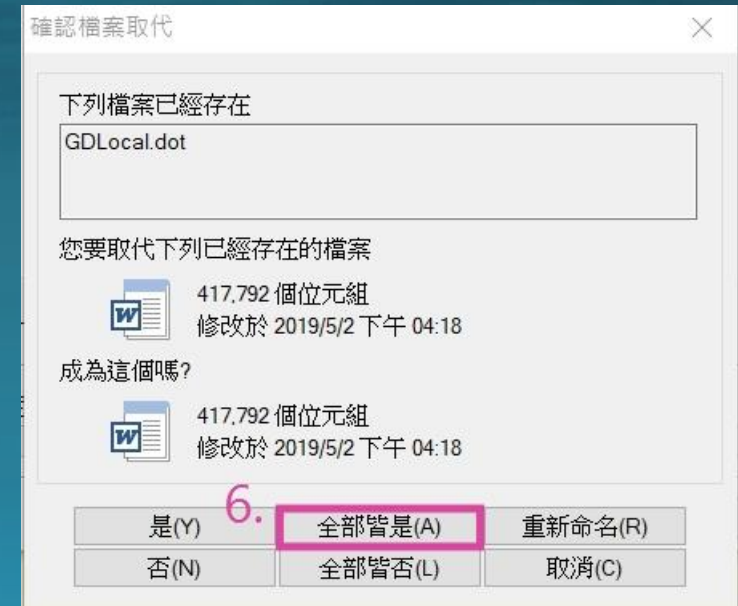 確認檔案取代
下列檔案已經存在
GDLocal.dot
您要取代下列已經存在的檔案
417,792 個位元組
修改於 2019/5/2 下午 04:18
成為這個嗎?
417,792 個位元組
修改於 2019/5/2 下午 04:18
是(Y) 6. 全部皆是(A) 重新命名(R)
否(N) 全部皆否(L) 取消(C)